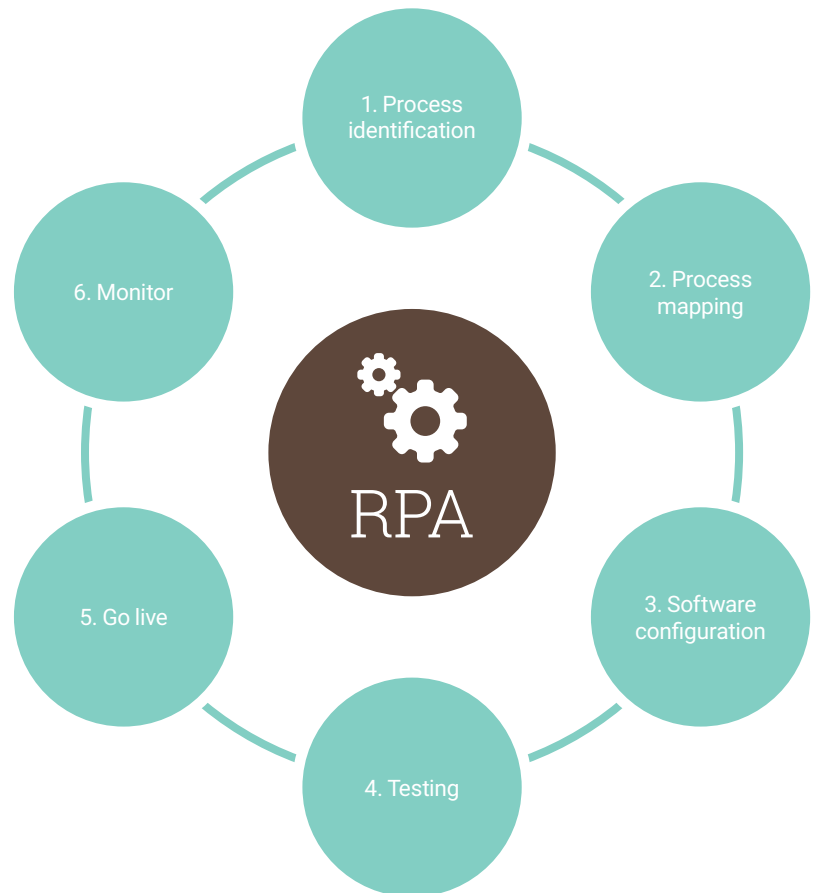 1. Process
identification
2. Process
mapping
3. Software
configuration
4. Testing
5. Go live
6. Monitor
RPA